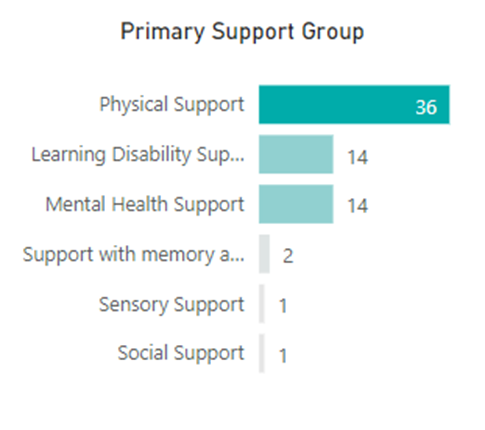 Primary Support Group
Physical Support 36
Learning Disability Sup... 14
Mental Health Support 14
Support with memory a... 2
Sensory Support 1
Social Support 1